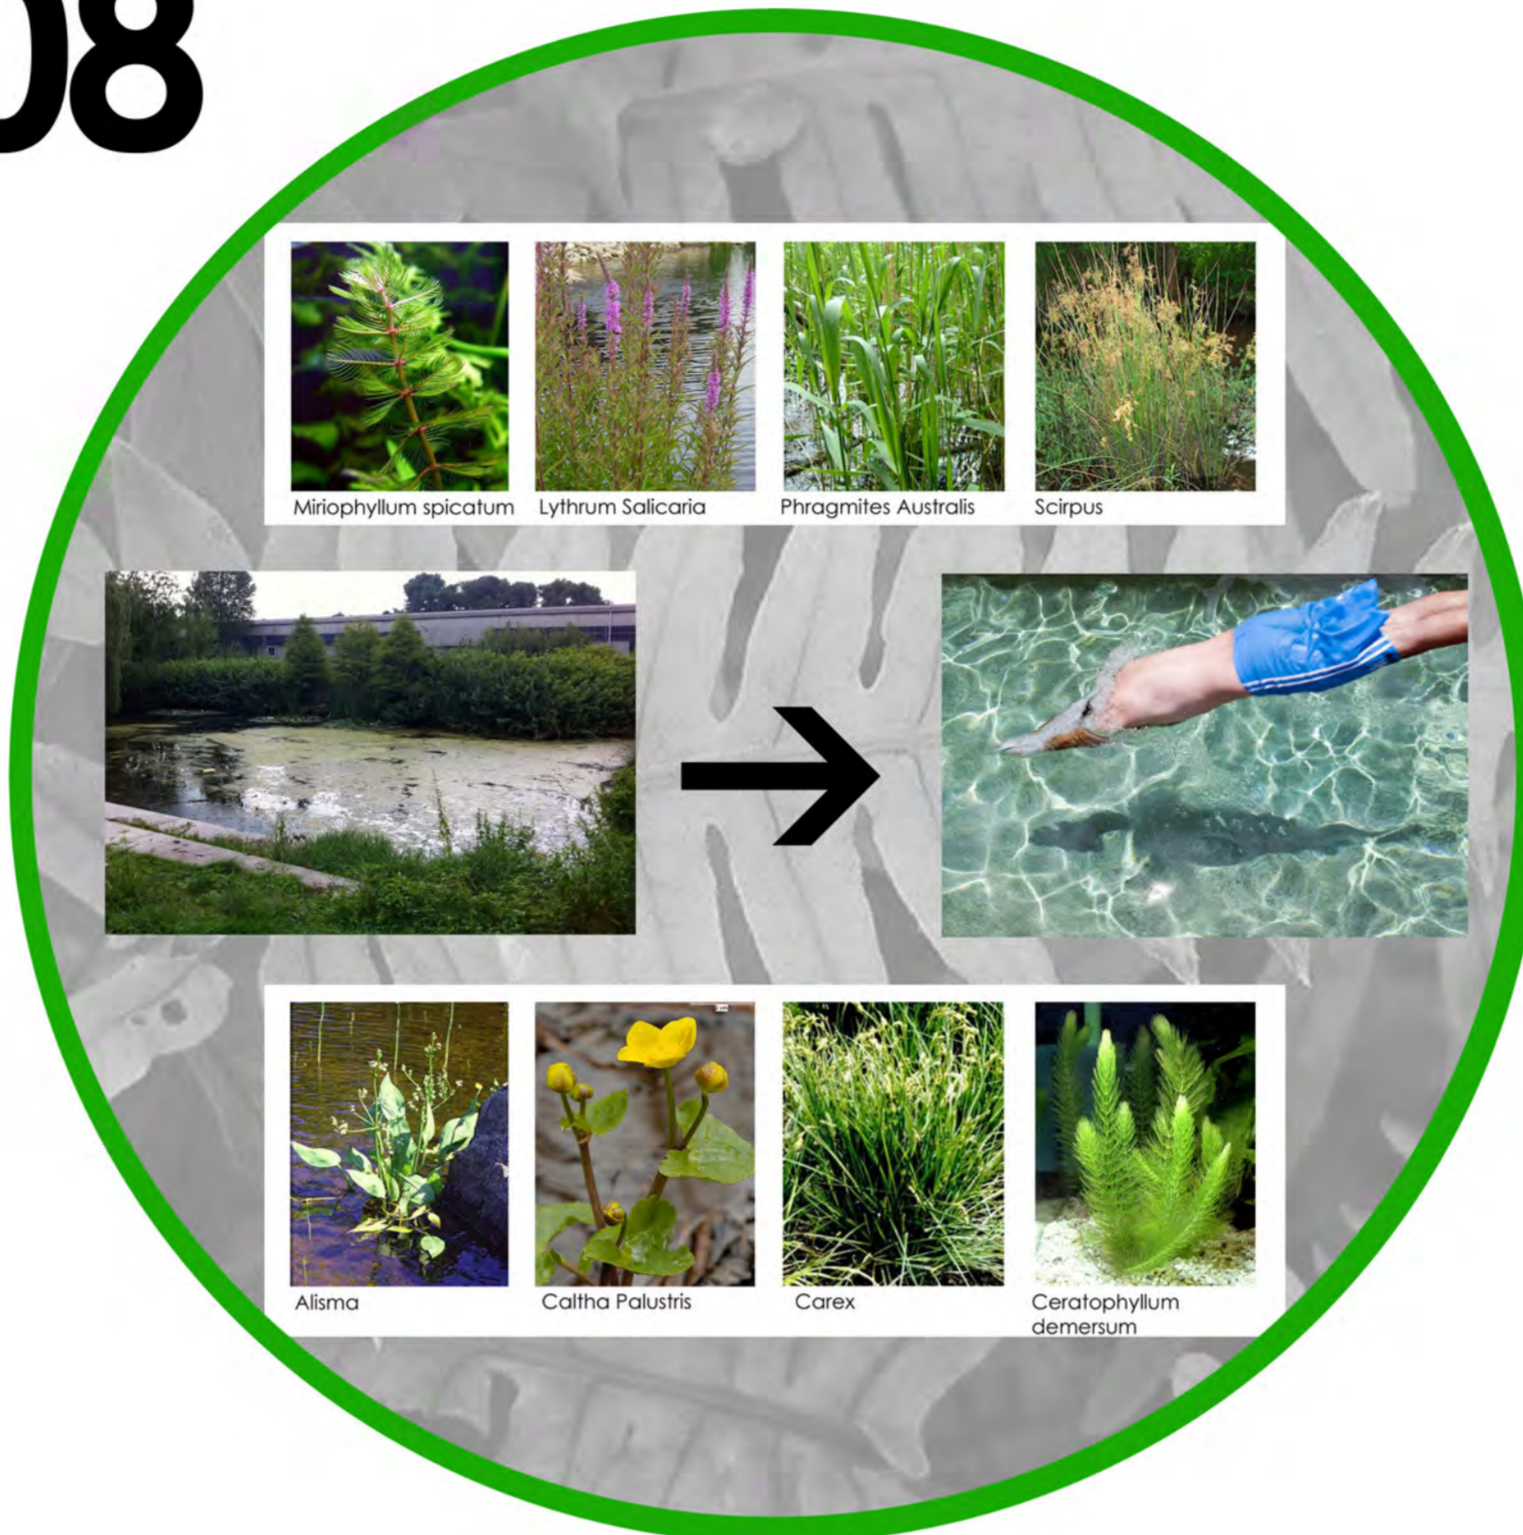 08
Miriophyllum spicatum
Lythrum Salicaria
Phragmites Australis
Scirpus
Alisma
Caltha Palustris
Carex
Ceratophyllum
demersum